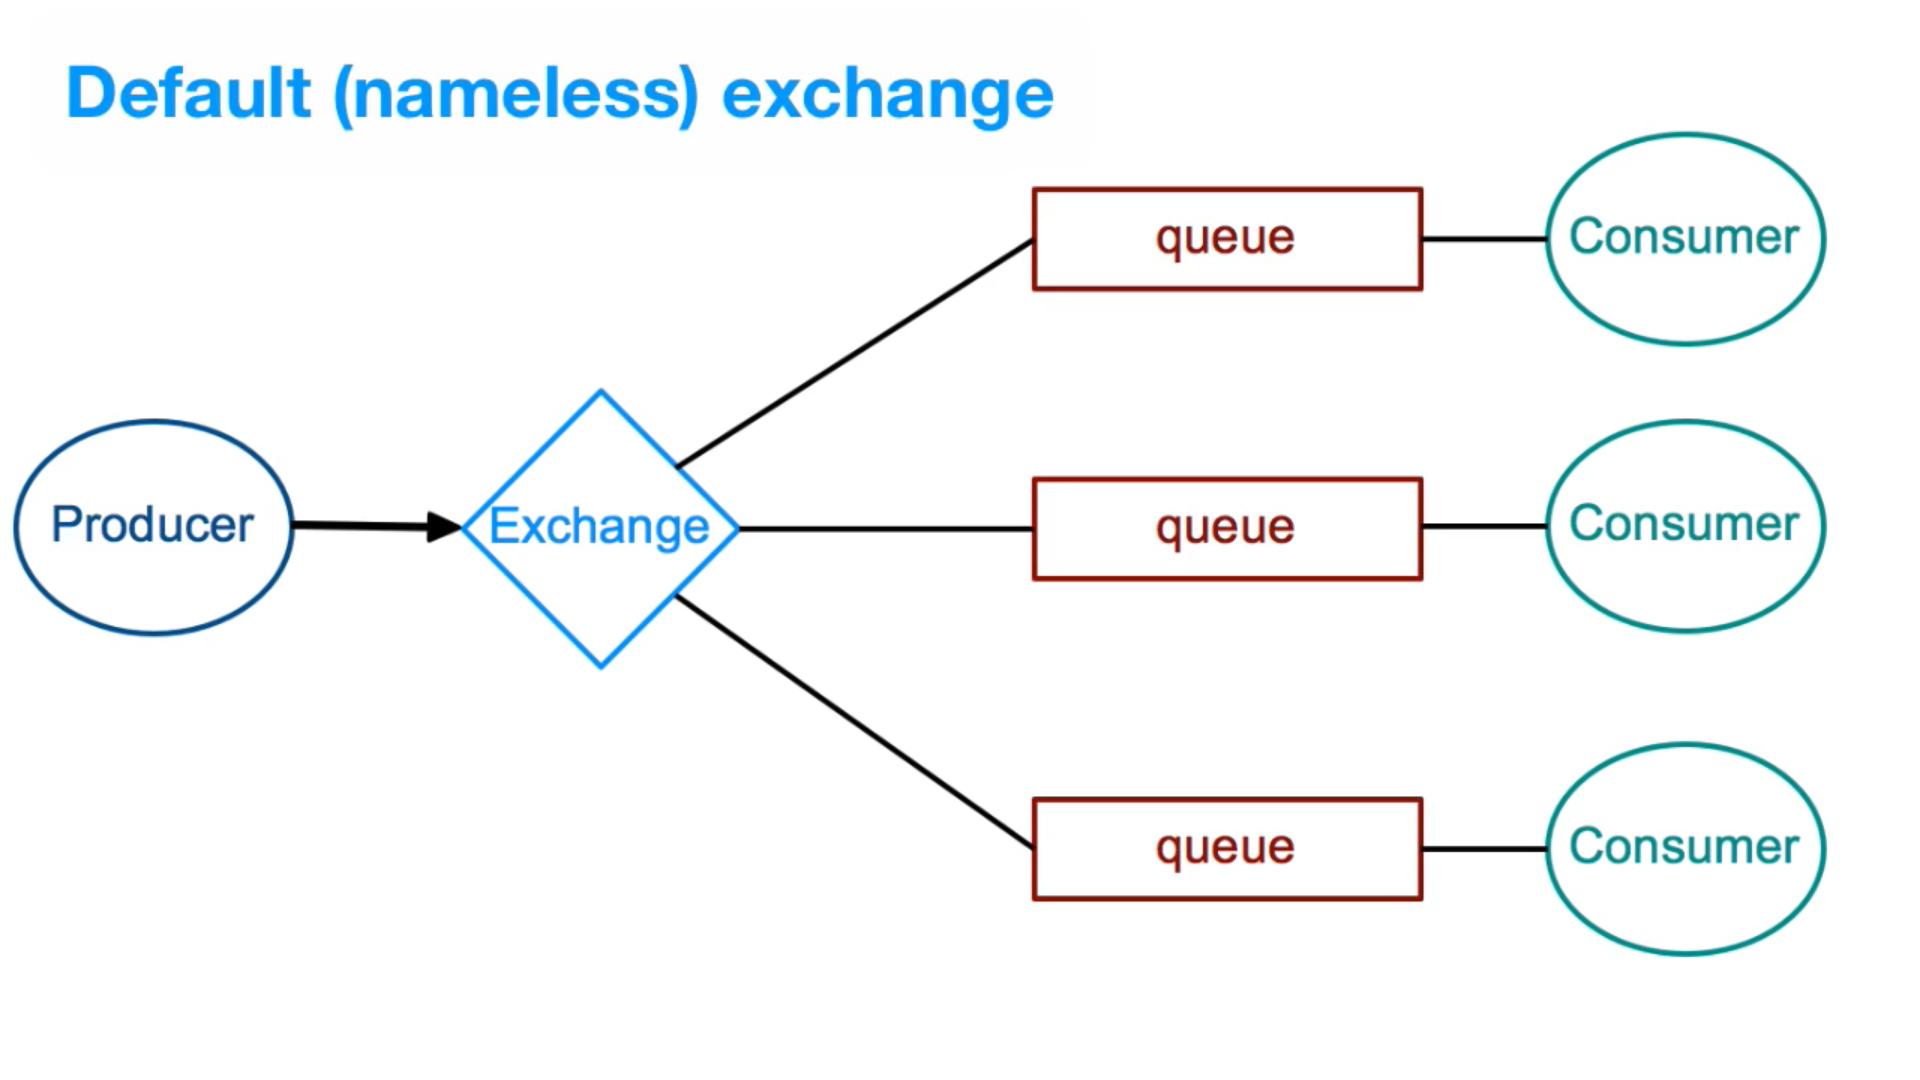 Default (nameless) exchange
queue
Consumer
Producer
Exchange
queue
Consumer
queue
Consumer